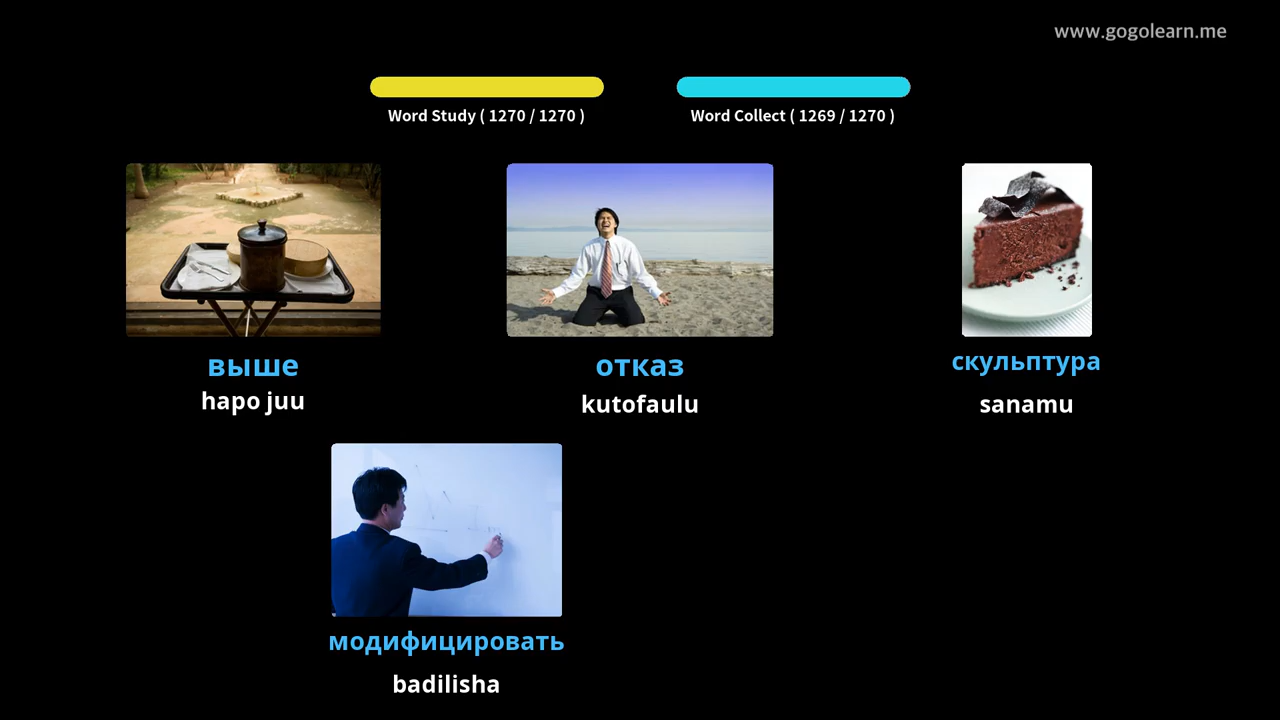 www.gogolearn.me
Word Study ( 1270 / 1270 )
Word Collect ( 1269 / 1270 )
выше
hapo juu
отказ
kutofaulu
скульптура
sanamu
модифицировать
badilisha